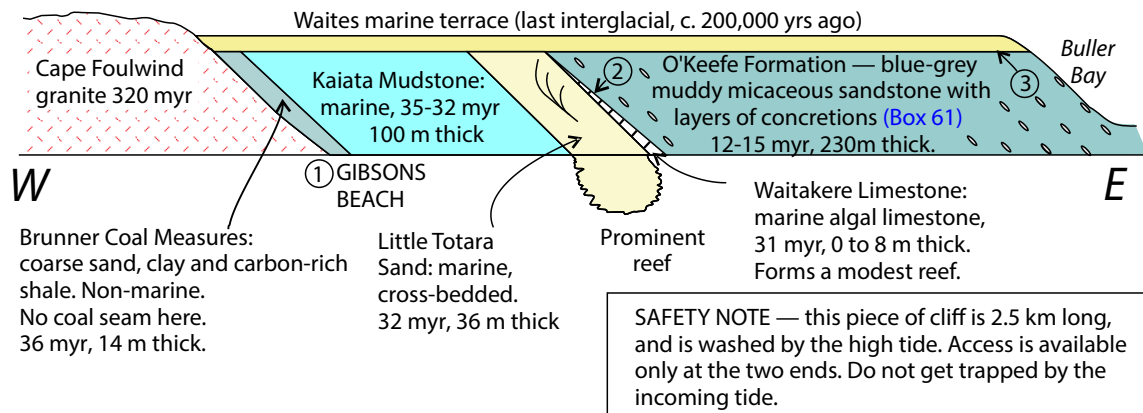 Waites marine terrace (last interglacial, c. 200,000 yrs ago)
Cape Foulwind
granite 320 myr
Kaiata Mudstone:
marine, 35-32 myr
100 m thick
2
O'Keefe Formation — blue-grey
muddy micaceous sandstone with
layers of concretions (Box 61)
12-15 myr, 230m thick.
3
Buller
Bay
W
1 GIBSONS
BEACH
E
Brunner Coal Measures:
coarse sand, clay and carbon-rich
shale. Non-marine.
No coal seam here.
36 myr, 14 m thick.
Little Totara
Sand: marine,
cross-bedded.
32 myr, 36 m thick
Prominent
reef
Waitakere Limestone:
marine algal limestone,
31 myr, 0 to 8 m thick.
Forms a modest reef.
SAFETY NOTE — this piece of cliff is 2.5 km long,
and is washed by the high tide. Access is available
only at the two ends. Do not get trapped by the
incoming tide.